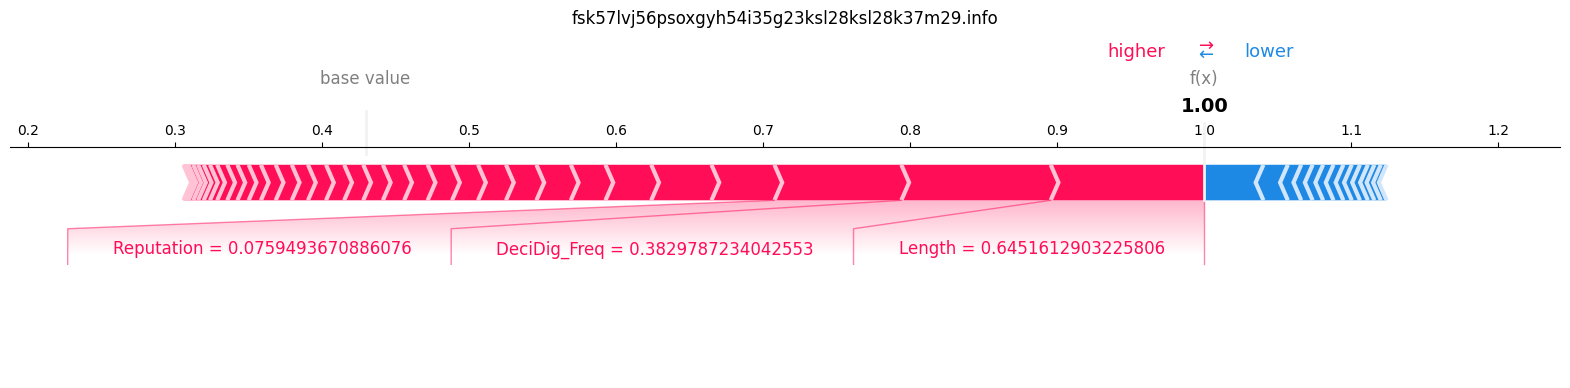 fsk57lvj56psoxgyh54i35g23ksl28ksl28k37m29.info
higher ⇄ lower
base value f(x)
1.00
0.2 0.3 0.4 0.5 0.6 0.7 0.8 0.9 1.0 1.1 1.2
Reputation = 0.0759493670886076 DeciDig_Freq = 0.3829787234042553 Length = 0.6451612903225806